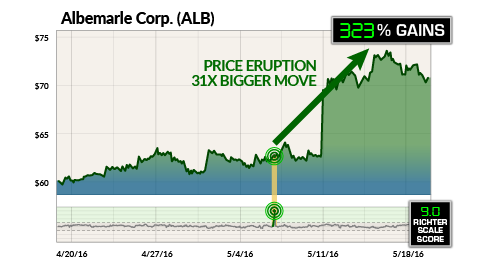 Albemarle Corp. (ALB)
323% GAINS
$75
PRICE ERUPTION
31X BIGGER MOVE
$70
$65
$60
9.0
RICHTER
SCALE
SCORE
4/20/16
4/27/16
5/4/16
5/11/16
5/18/16